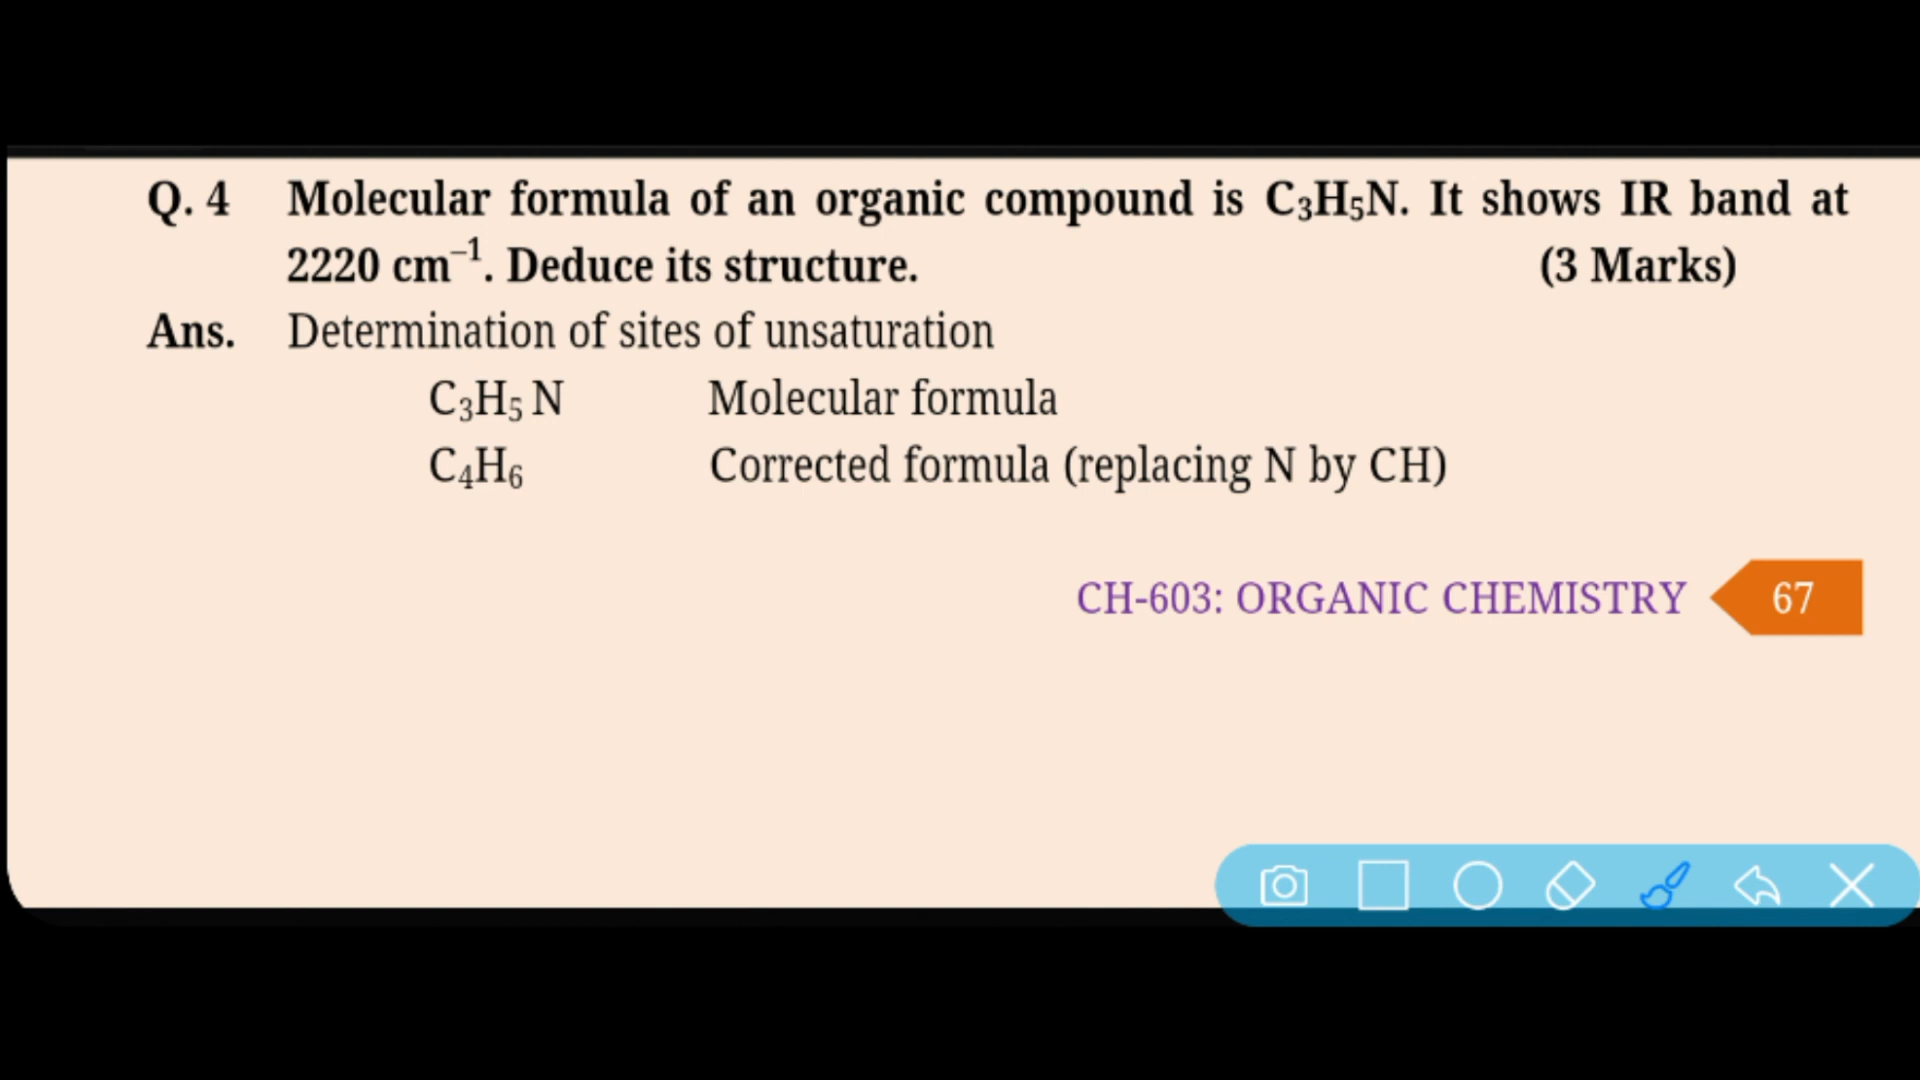 Q. 4 Molecular formula of an organic compound is C₃H₅N. It shows IR band at
2220 cm⁻¹. Deduce its structure. (3 Marks)
Ans. Determination of sites of unsaturation
C₃H₅ N Molecular formula
C₄H₆ Corrected formula (replacing N by CH)
CH-603: ORGANIC CHEMISTRY 67